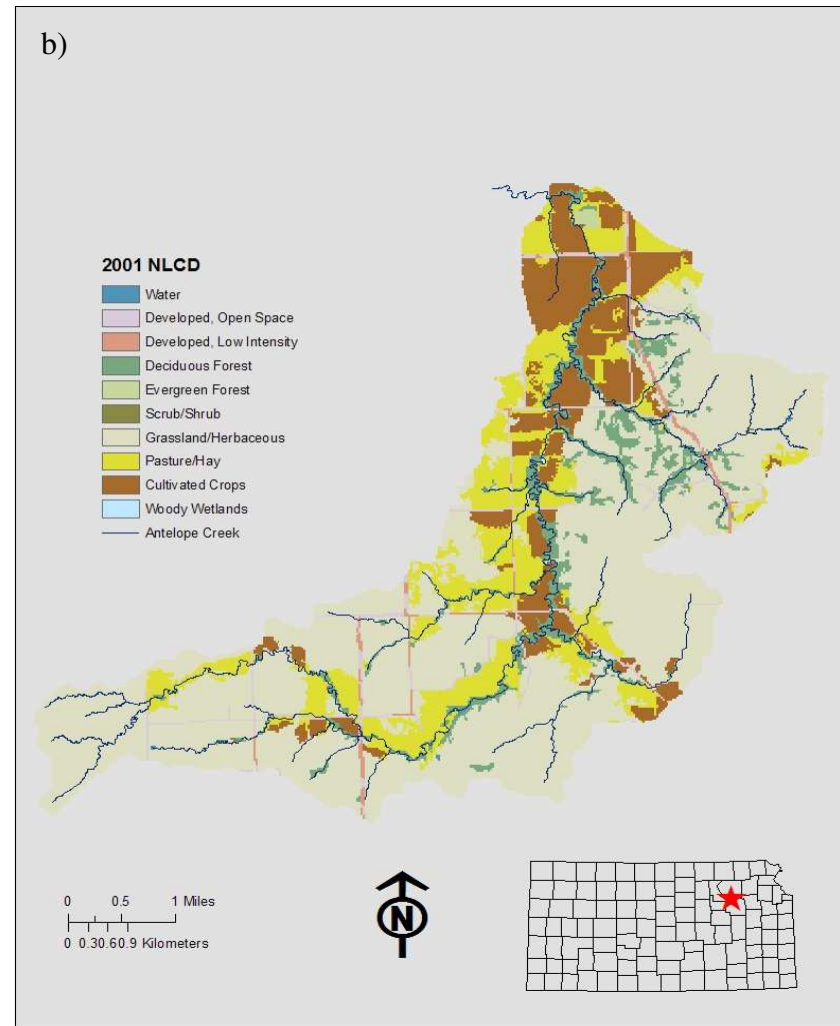 b)
2001 NLCD
Water
Developed, Open Space
Developed, Low Intensity
Deciduous Forest
Evergreen Forest
Scrub/Shrub
Grassland/Herbaceous
Pasture/Hay
Cultivated Crops
Woody Wetlands
Antelope Creek
0 0.5 1 Miles
0 0.30.60.9 Kilometers
N